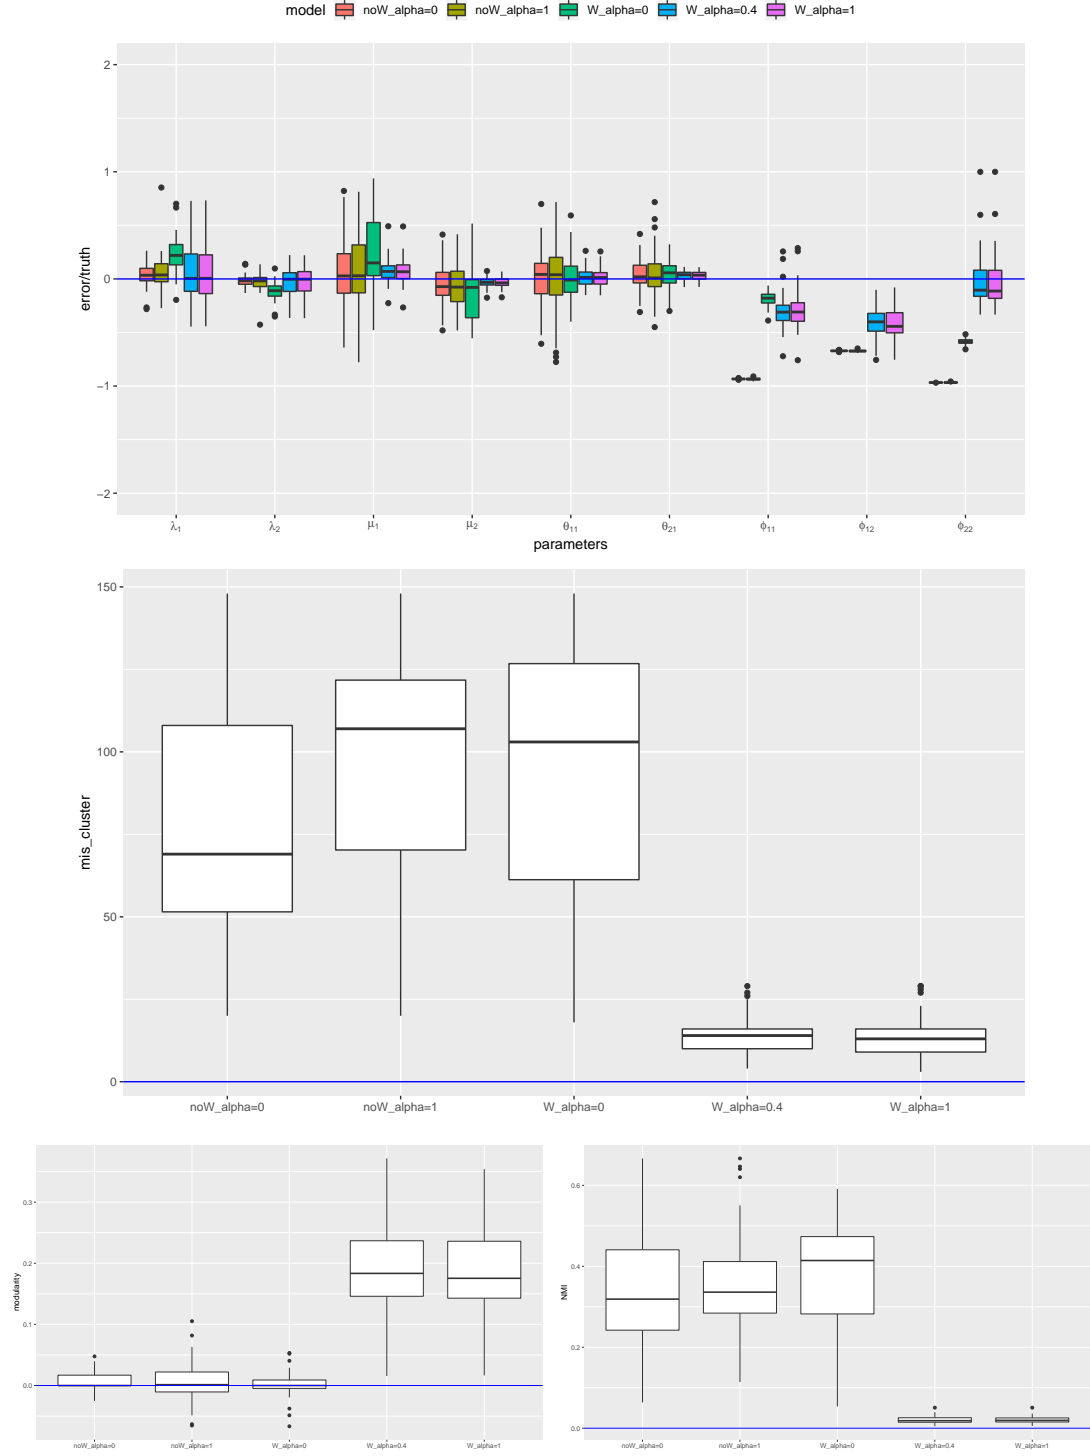 model noW_alpha=0 noW_alpha=1 W_alpha=0 W_alpha=0.4 W_alpha=1
2
1
0
−1
−2
error/truth
λ1 λ2 μ1 μ2 θ11 θ21 ϕ11 ϕ12 ϕ22
parameters
150
100
50
0
mis_cluster
noW_alpha=0 noW_alpha=1 W_alpha=0 W_alpha=0.4 W_alpha=1
0.3
0.2
0.1
0.0
modularity
noW_alpha=0 noW_alpha=1 W_alpha=0 W_alpha=0.4 W_alpha=1
0.6
0.4
0.2
0.0
NMI
noW_alpha=0 noW_alpha=1 W_alpha=0 W_alpha=0.4 W_alpha=1